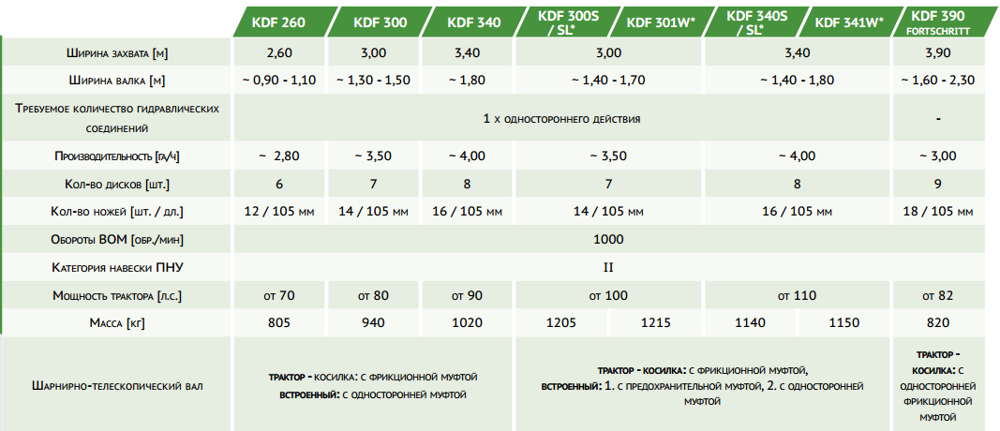 KDF 260 KDF 300 KDF 340 KDF 300S / SL* KDF 301W* KDF 340S / SL* KDF 341W* KDF 390 FORTSCHRITT
Ширина захвата [м] 2,60 3,00 3,40 3,00 3,40 3,90
Ширина валка [м] ~ 0,90 - 1,10 ~ 1,30 - 1,50 ~ 1,80 ~ 1,40 - 1,70 ~ 1,40 - 1,80 ~ 1,60 - 2,30
Требуемое количество гидравлических
соединений 1 х одностороннего действия -
Производительность [га/ч] ~ 2,80 ~ 3,50 ~ 4,00 ~ 3,50 ~ 4,00 ~ 3,00
Кол-во дисков [шт.] 6 7 8 7 8 9
Кол-во ножей [шт. / дл.] 12 / 105 мм 14 / 105 мм 16 / 105 мм 14 / 105 мм 16 / 105 мм 18 / 105 мм
Обороты ВОМ [обр./мин] 1000
Категория навески ПНУ II
Мощность трактора [л.с.] от 70 от 80 от 90 от 100 от 110 от 82
Масса [кг] 805 940 1020 1205 1215 1140 1150 820
Шарнирно-телескопический вал
трактор - косилка: с фрикционной муфтой
встроенный: с односторонней муфтой
трактор - косилка: с фрикционной муфтой,
встроенный: 1. с предохранительной муфтой, 2. с односторонней
муфтой
трактор -
косилка: с
односторонней
фрикционной
муфтой